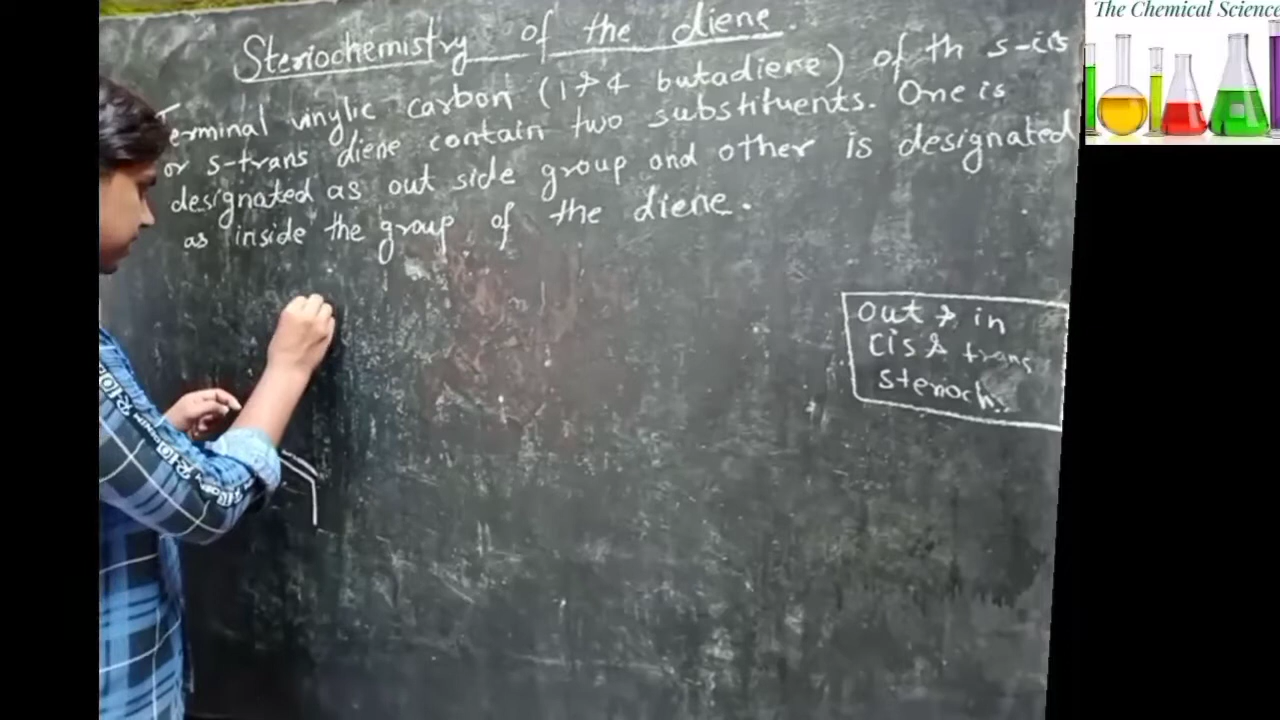 The Chemical Science
Steriochemistry of the diene.
Terminal vinylic carbon (1 & 4 butadiene) of th s-cis
or s-trans diene contain two substituents. One is
designated as out side group and other is designated
as inside the group of the diene.
out & in
cis & trans
klarsterioch.